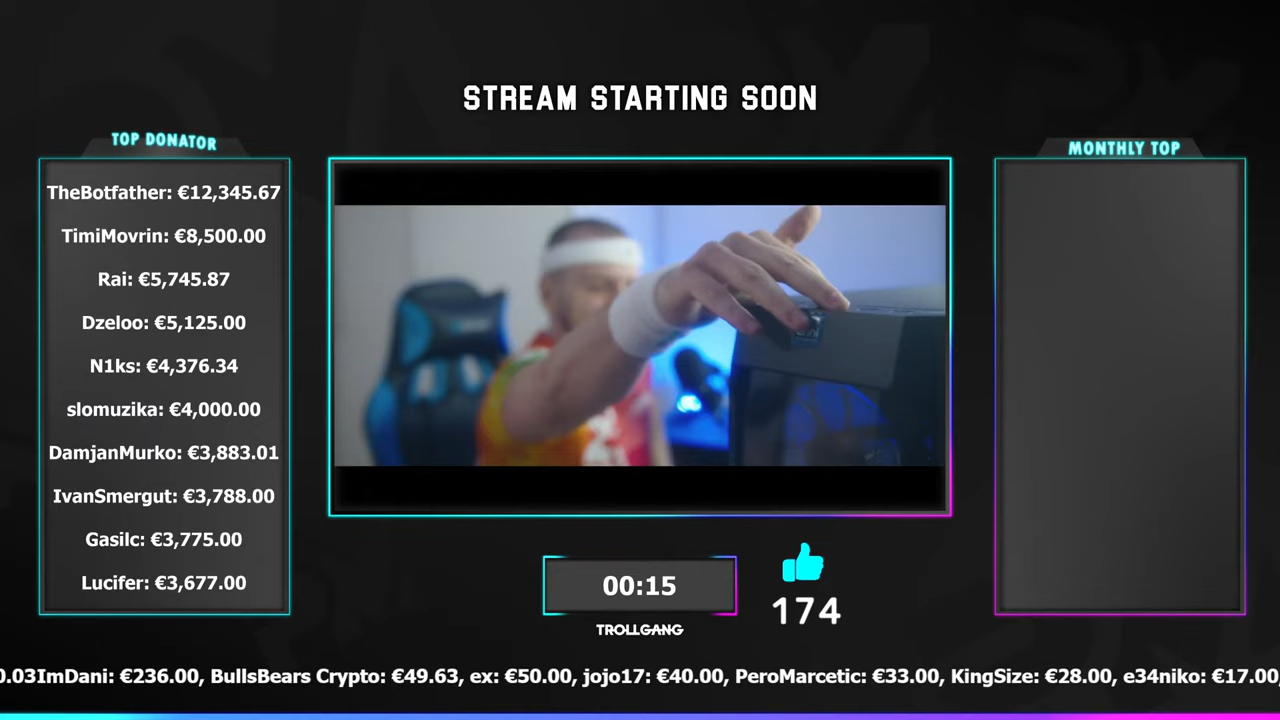 STREAM STARTING SOON
TOP DONATOR
TheBotfather: €12,345.67
TimiMovrin: €8,500.00
Rai: €5,745.87
Dzeloo: €5,125.00
N1ks: €4,376.34
slomuzika: €4,000.00
DamjanMurko: €3,883.01
IvanSmergut: €3,788.00
Gasilc: €3,775.00
Lucifer: €3,677.00
MONTHLY TOP
00:15
174
TROLLGANG
0.03ImDani: €236.00, BullsBears Crypto: €49.63, ex: €50.00, jojo17: €40.00, PeroMarcetic: €33.00, KingSize: €28.00, e34niko: €17.00,